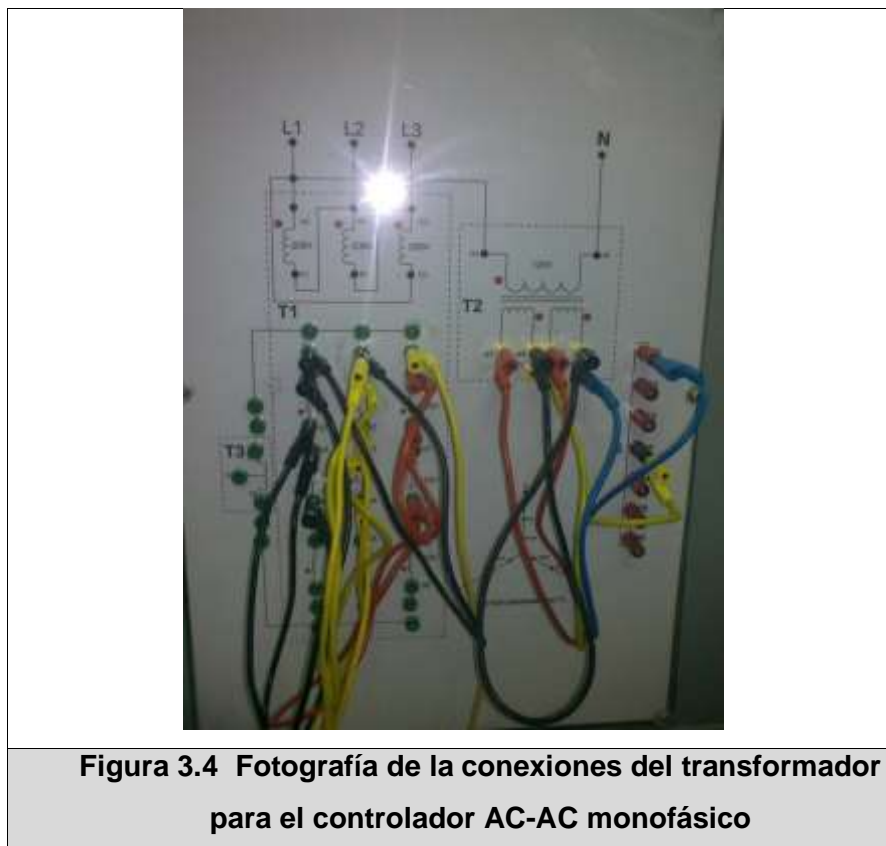 L1 L2 L3
N
T1
T2
T3
Figura 3.4 Fotografía de la conexiones del transformador
para el controlador AC-AC monofásico